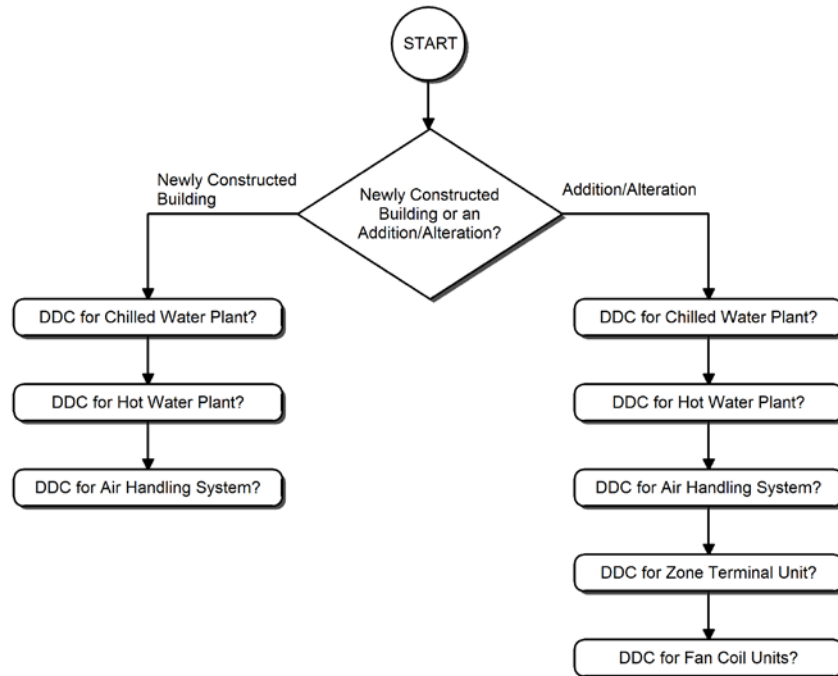 START
Newly Constructed
Building
Newly Constructed
Building or an
Addition/Alteration?
Addition/Alteration
DDC for Chilled Water Plant?
DDC for Hot Water Plant?
DDC for Air Handling System?
DDC for Chilled Water Plant?
DDC for Hot Water Plant?
DDC for Air Handling System?
DDC for Zone Terminal Unit?
DDC for Fan Coil Units?